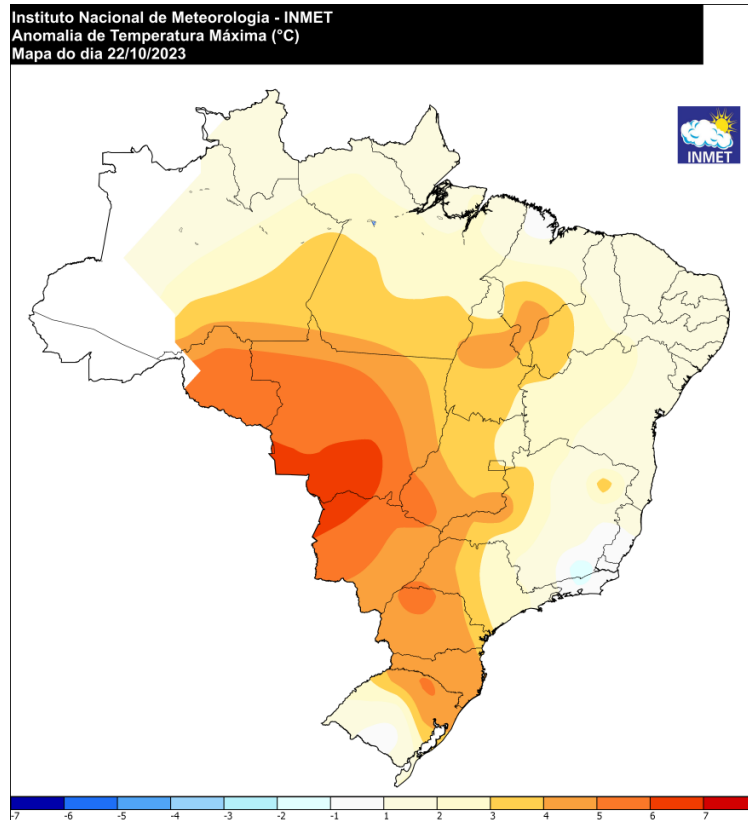 Instituto Nacional de Meteorologia - INMET
Anomalia de Temperatura Máxima (°C)
Mapa do dia 22/10/2023
INMET
-7 -6 -5 -4 -3 -2 -1 1 2 3 4 5 6 7